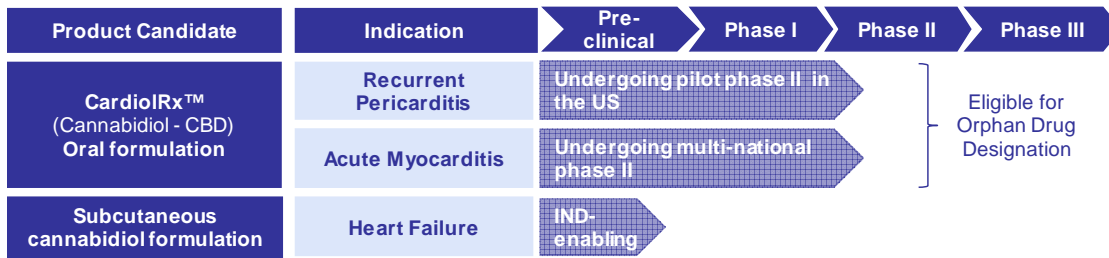 Product Candidate
Indication
Pre-
clinical
Phase I
Phase II
Phase III
CardiolRx™
(Cannabidiol - CBD)
Oral formulation
Recurrent
Pericarditis
Undergoing pilot phase II in
the US
Acute Myocarditis
Undergoing multi-national
phase II
Eligible for
Orphan Drug
Designation
Subcutaneous
cannabidiol formulation
Heart Failure
IND-
enabling